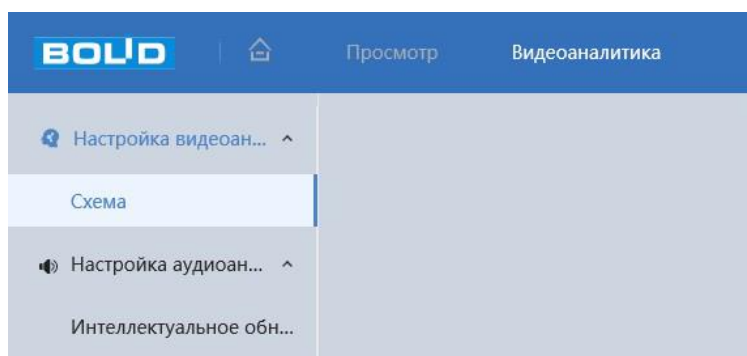 BOLID Просмотр Видеоаналитика
Настройка видеоан...
Схема
Настройка аудиоан...
Интеллектуальное обн...